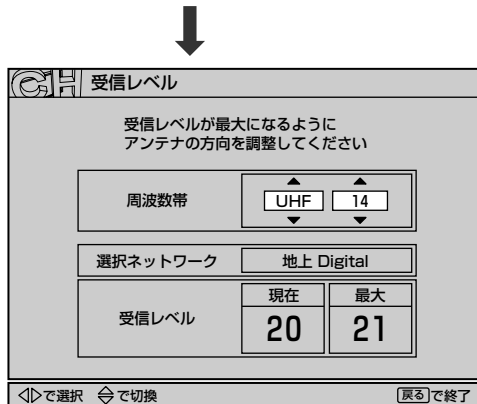 CH 受信レベル
受信レベルが最大になるように
アンテナの方向を調整してください
周波数帯 UHF 14
選択ネットワーク 地上 Digital
受信レベル 現在 最大
20 21
で選択 で切換 戻るで終了